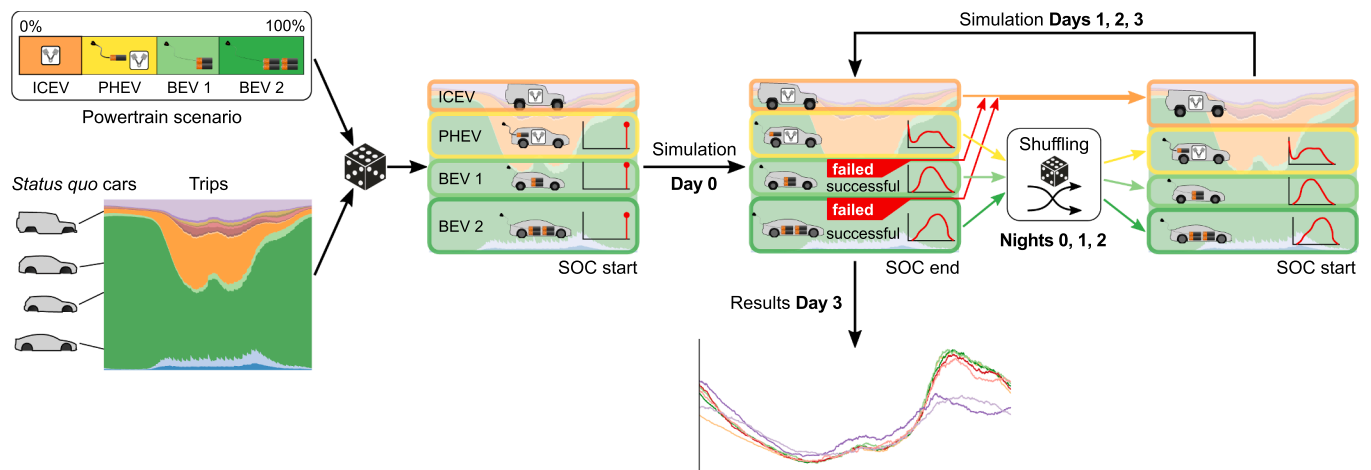 0%
100%
ICEV
PHEV
BEV 1
BEV 2
Powertrain scenario
Status quo cars
Trips
ICEV
PHEV
BEV 1
BEV 2
SOC start
Simulation
Day 0
Simulation Days 1, 2, 3
failed
successful
failed
successful
SOC end
Shuffling
Nights 0, 1, 2
SOC start
Results Day 3